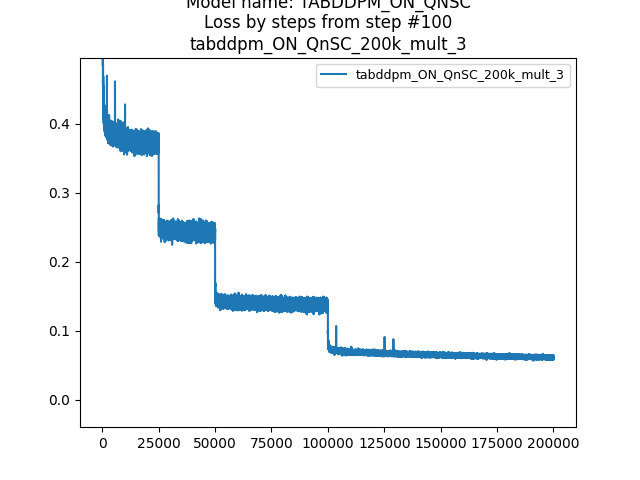 Model name: TABDDPM_ON_QNSC
Loss by steps from step #100
tabddpm_ON_QnSC_200k_mult_3
tabddpm_ON_QnSC_200k_mult_3
0.4
0.3
0.2
0.1
0.0
0 25000 50000 75000 100000 125000 150000 175000 200000